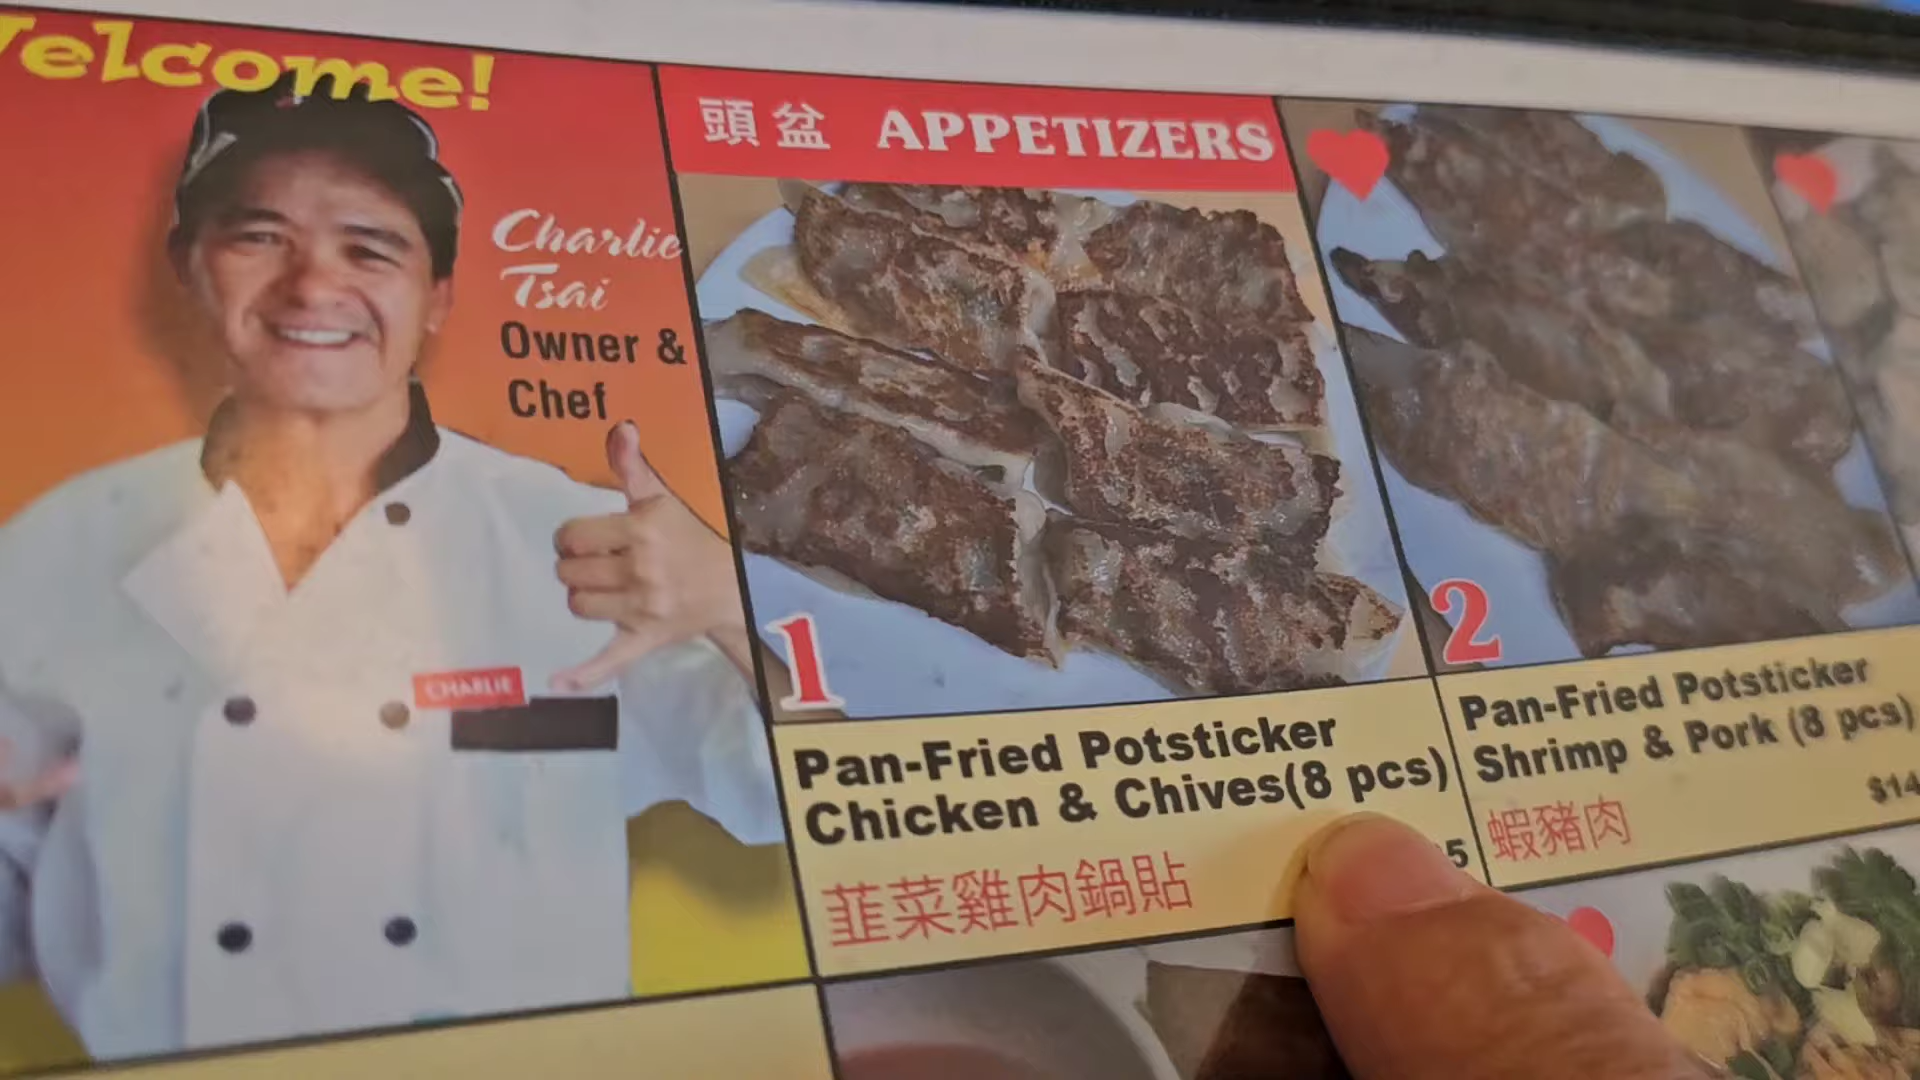 Welcome!
Charlie
Tsai
Owner &
Chef
CHARLIE
頭盆 APPETIZERS
1
Pan-Fried Potsticker
Chicken & Chives(8 pcs)
韮菜雞肉鍋貼
2
Pan-Fried Potsticker
Shrimp & Pork (8 pcs)
$14
蝦豬肉